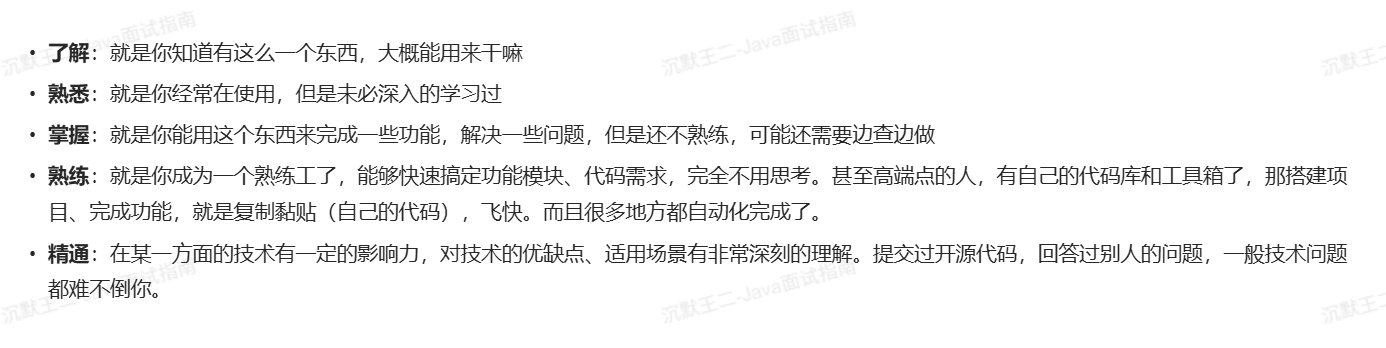 • 了解：就是你知道有这么一个东西，大概能用来干嘛
• 熟悉：就是你经常在使用，但是未必深入的学习过
• 掌握：就是你能用这个东西来完成一些功能，解决一些问题，但是还不熟练，可能还需要边查边做
• 熟练：就是你成为一个熟练工了，能够快速搞定功能模块、代码需求，完全不用思考。甚至高端点的人，有自己的代码库和工具箱了，那搭建项
目、完成功能，就是复制黏贴（自己的代码），飞快。而且很多地方都自动化完成了。
• 精通：在某一方面的技术有一定的影响力，对技术的优缺点、适用场景有非常深刻的理解。提交过开源代码，回答过别人的问题，一般技术问题
都难不倒你。
沉默王二-Java面试指南
沉默王二-Java面试指南
沉默王二-
沉默王二-Java面试指南
沉默王二-Java面试指南
沉默王二-